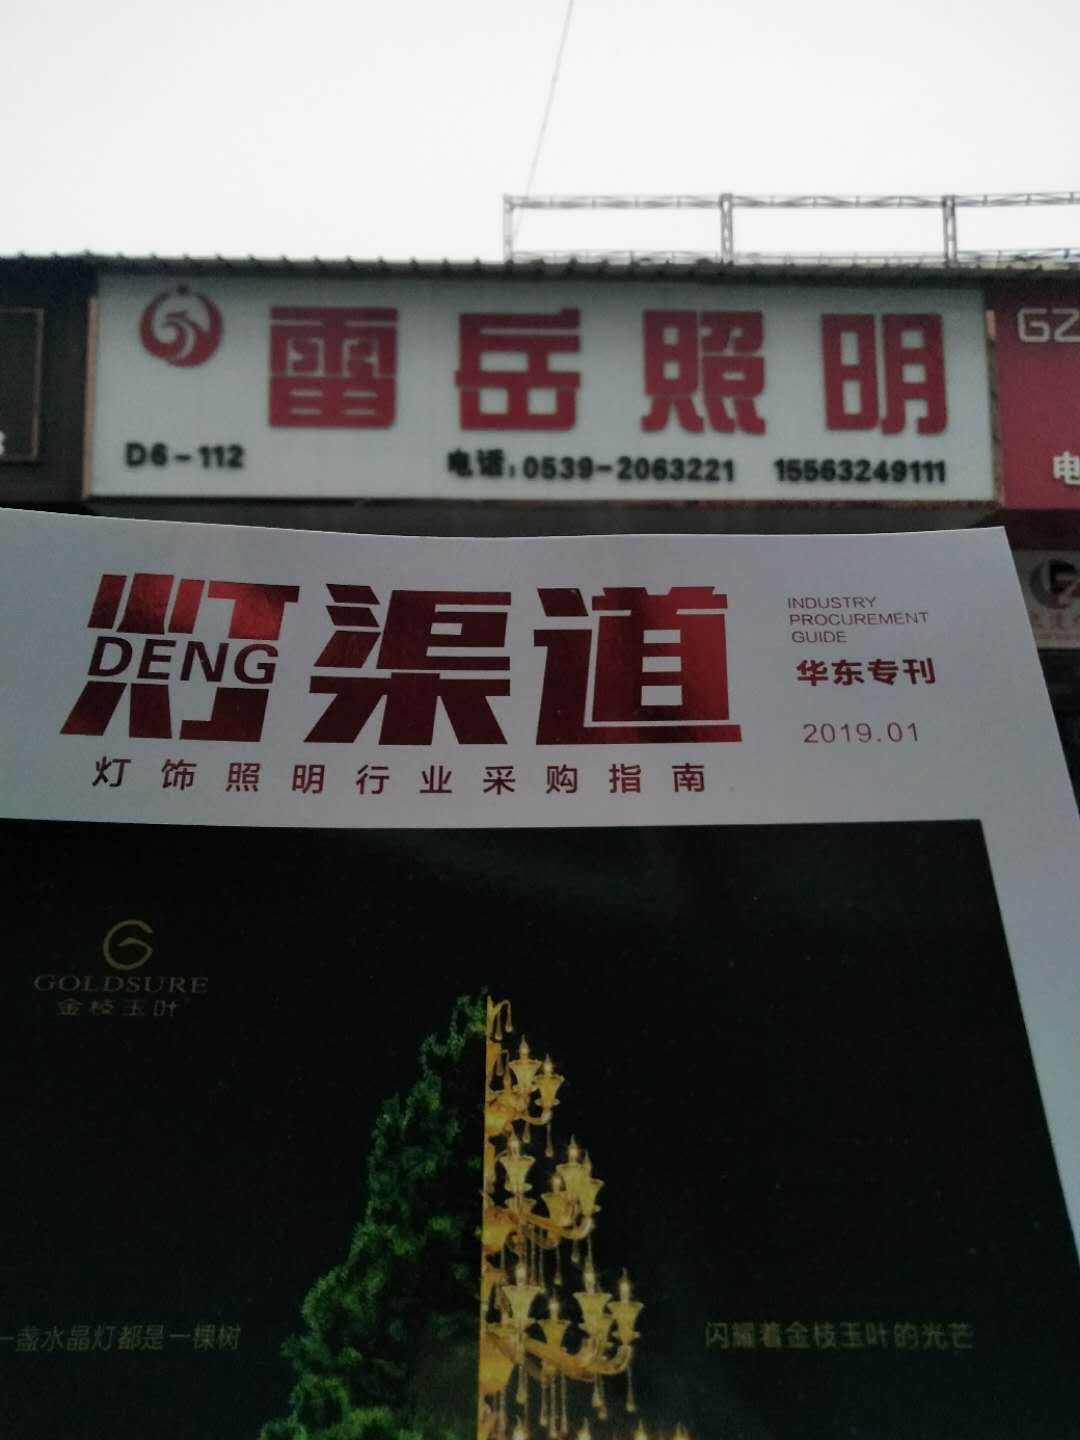 雷岳照明
D6-112
电话:0539-2063221 15563249111
GZ
电
灯渠道
DENG
INDUSTRY
PROCUREMENT
GUIDE
华东专刊
2019.01
灯饰照明行业采购指南
GOLDSURE
金枝玉叶
一盏水晶灯都是一棵树
闪耀着金枝玉叶的光芒